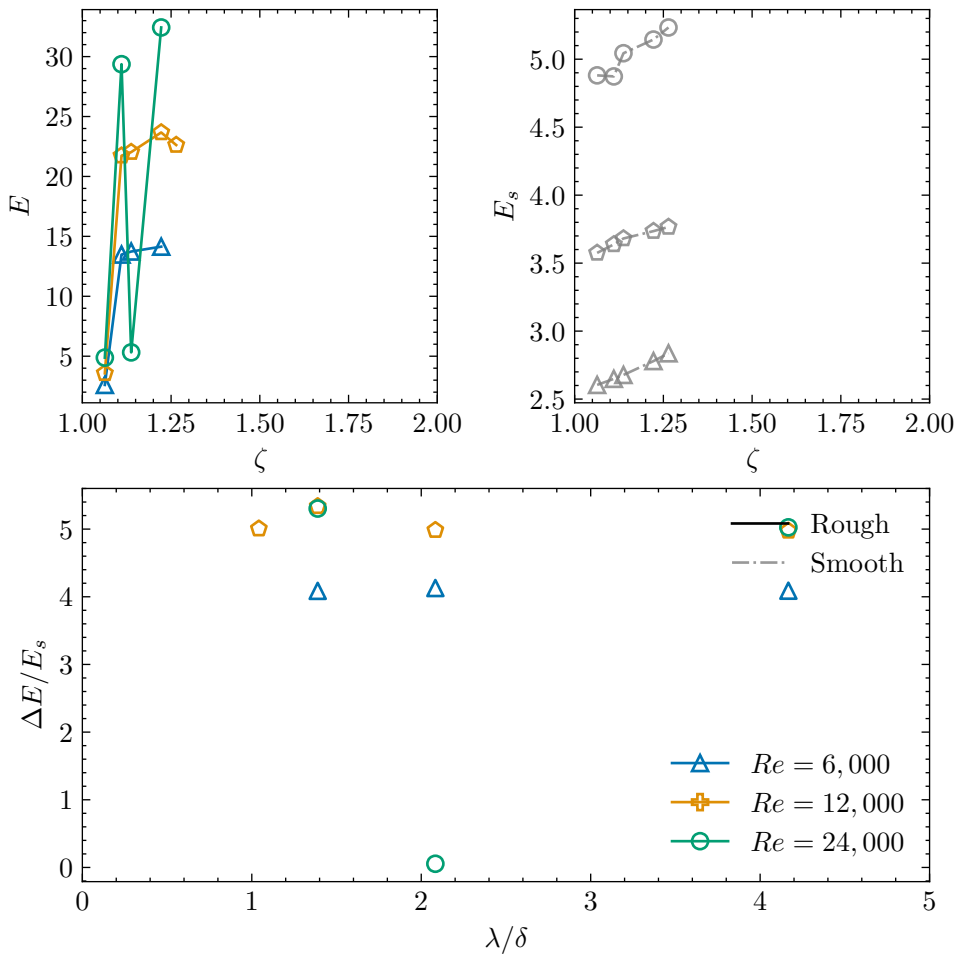 30
25
20
15
10
5
E
1.00 1.25 1.50 1.75 2.00
ζ
5.0
4.5
4.0
3.5
3.0
2.5
E_s
1.00 1.25 1.50 1.75 2.00
ζ
5
4
3
2
1
0
ΔE/E_s
Rough
Smooth
Re = 6,000
Re = 12,000
Re = 24,000
0 1 2 3 4 5
λ/δ